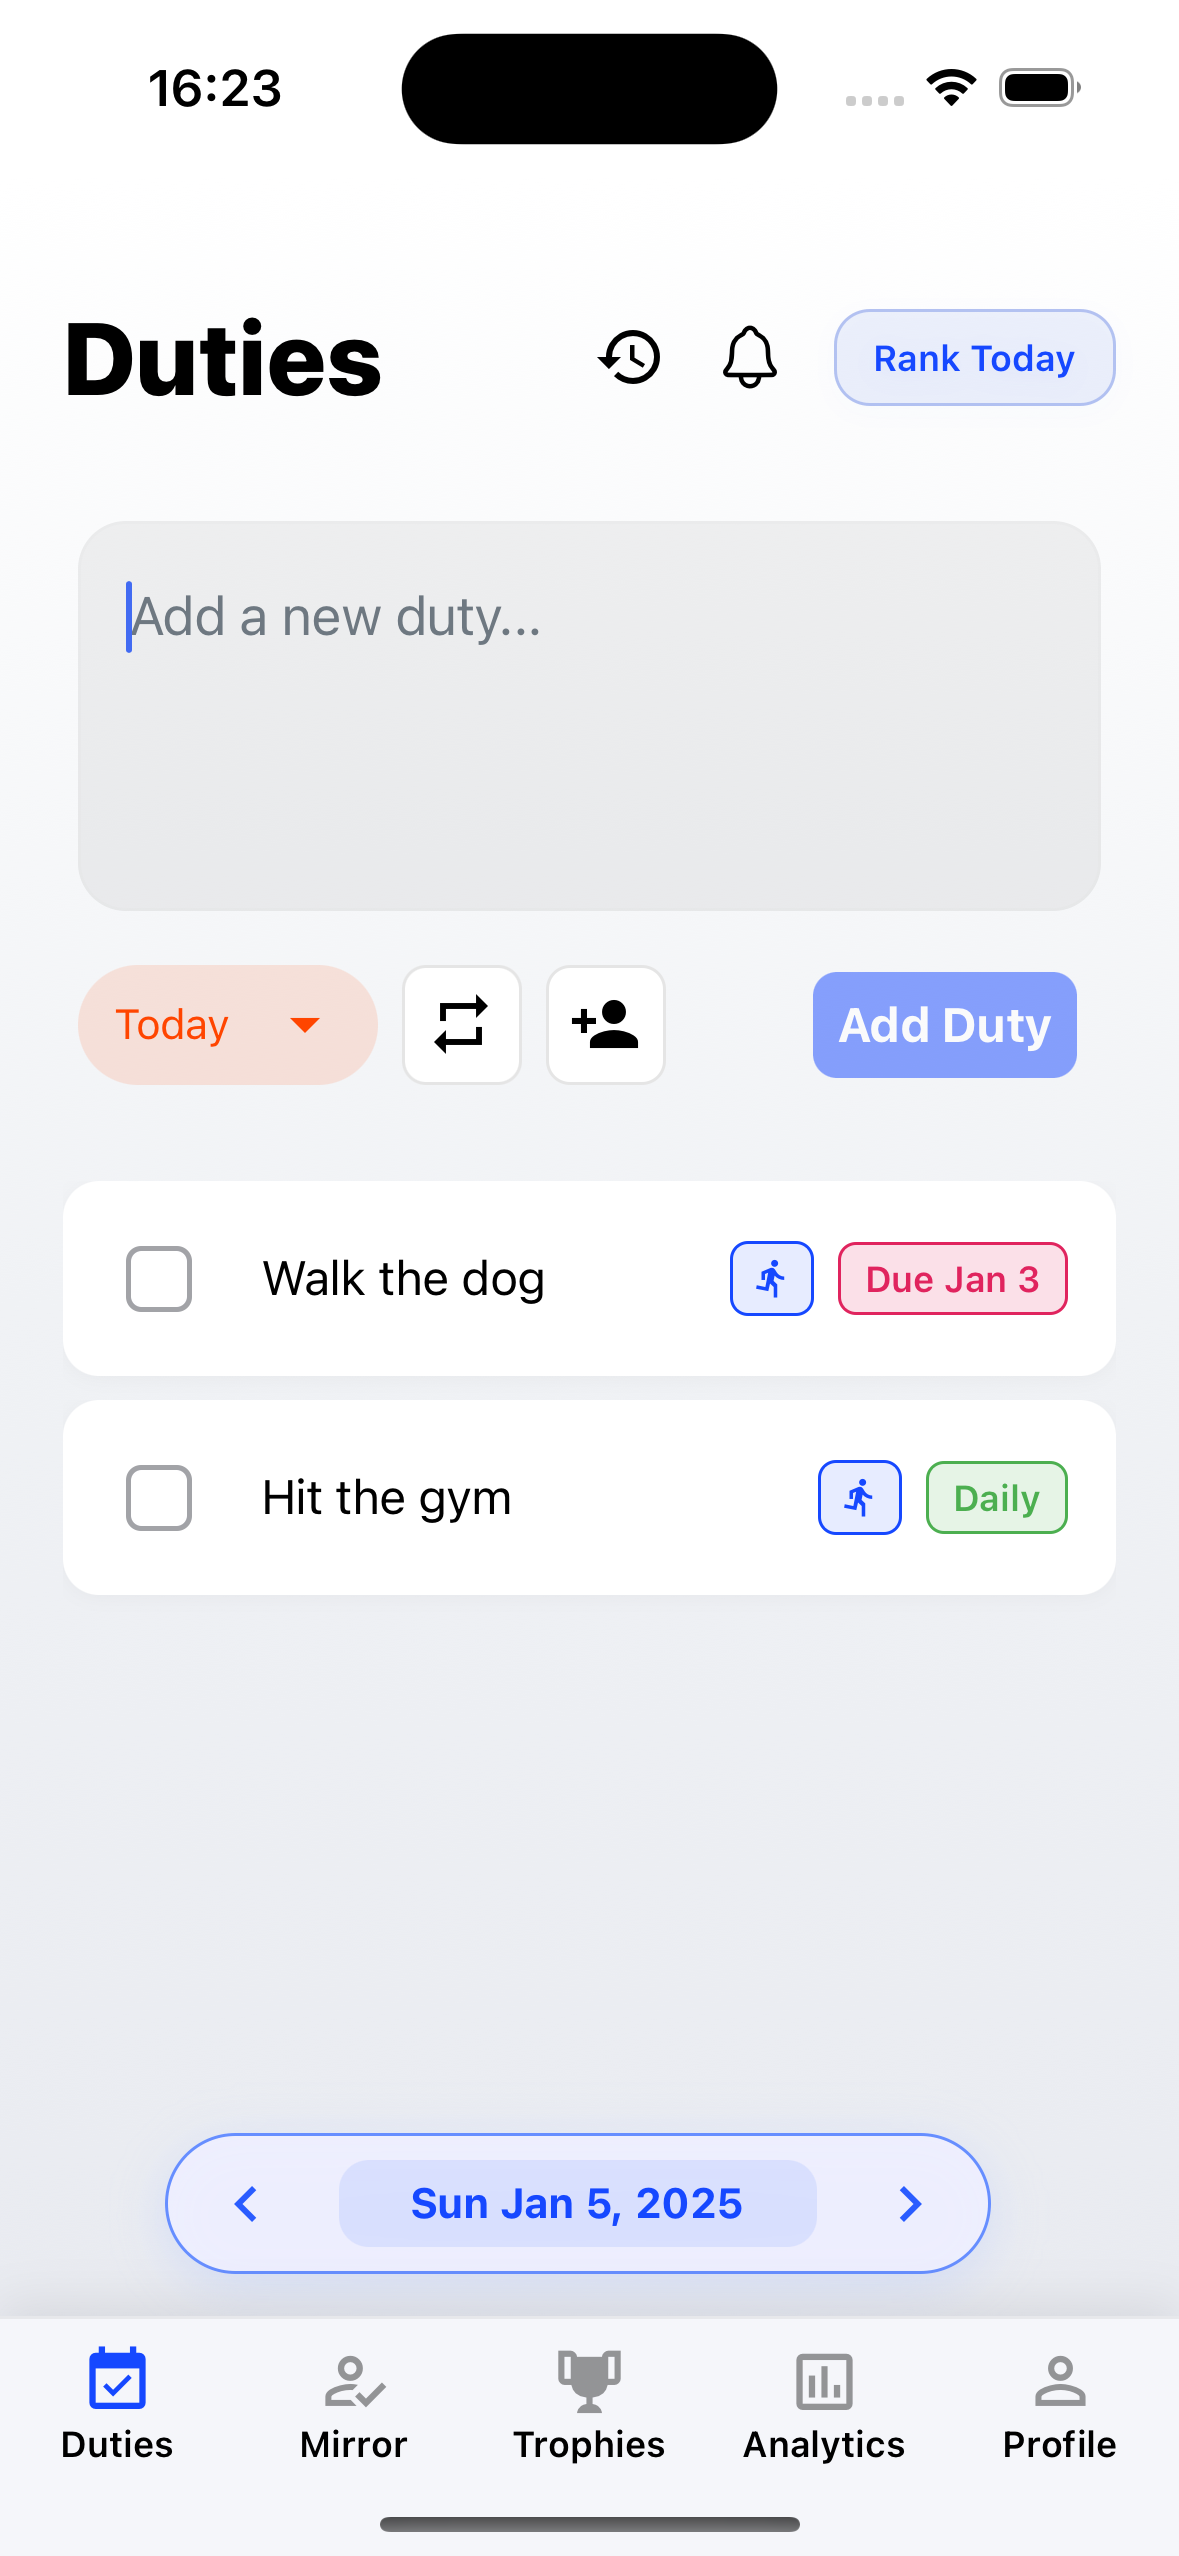 16:23
Duties
Rank Today
Add a new duty...
Today
Add Duty
Walk the dog
Due Jan 3
Hit the gym
Daily
Sun Jan 5, 2025
Duties
Mirror
Trophies
Analytics
Profile